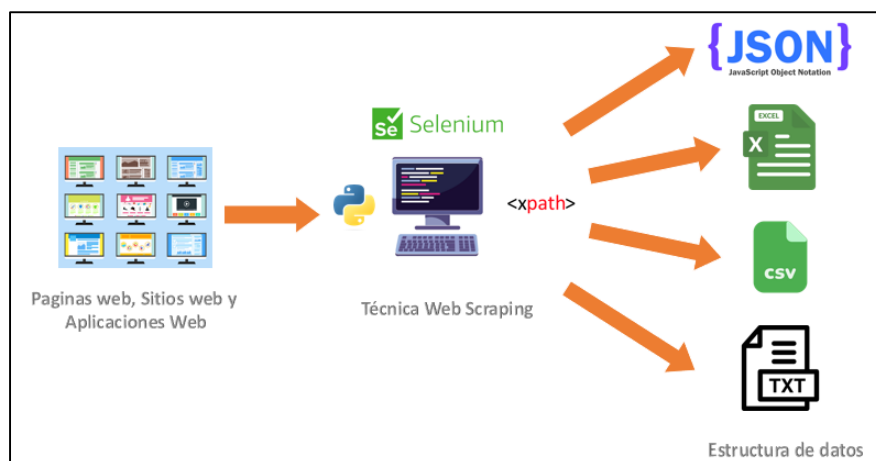 {JSON}
JavaScript Object Notation
EXCEL
X
Se Selenium
<xpath>
CSV
Paginas web, Sitios web y
Aplicaciones Web
Técnica Web Scraping
TXT
Estructura de datos